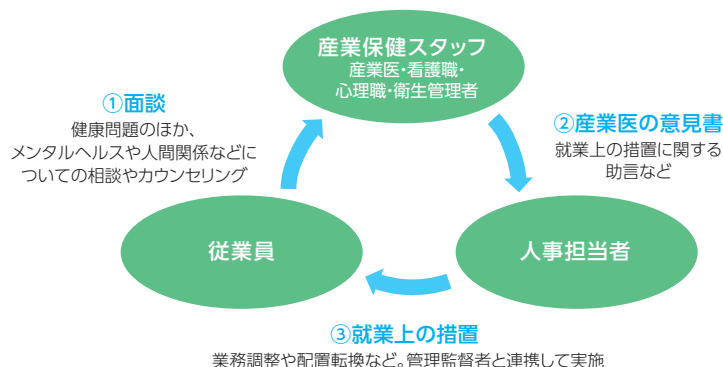 産業保健スタッフ
産業医・看護職・
心理職・衛生管理者
①面談
健康問題のほか、
メンタルヘルスや人間関係などに
ついての相談やカウンセリング
②産業医の意見書
就業上の措置に関する
助言など
従業員
人事担当者
③就業上の措置
業務調整や配置転換など。管理監督者と連携して実施